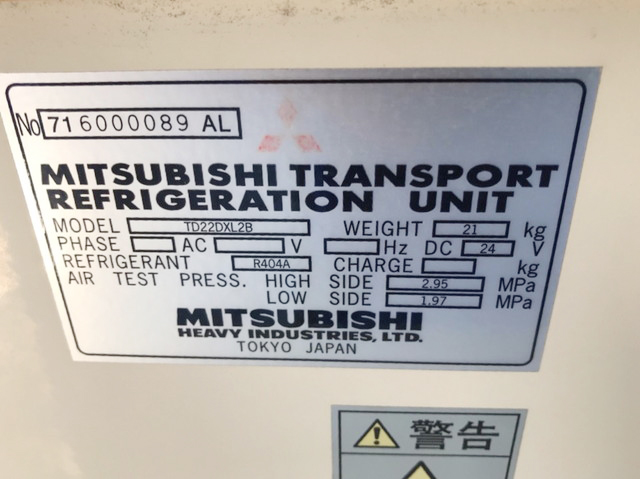 No 716000089 AL
MITSUBISHI TRANSPORT
REFRIGERATION UNIT
MODEL TD22DXL2B WEIGHT 21 kg
PHASE AC V Hz DC 24 V
REFRIGERANT R404A CHARGE kg
AIR TEST PRESS. HIGH SIDE 2.95 MPa
LOW SIDE 1.97 MPa
MITSUBISHI
HEAVY INDUSTRIES, LTD.
TOKYO JAPAN
警告